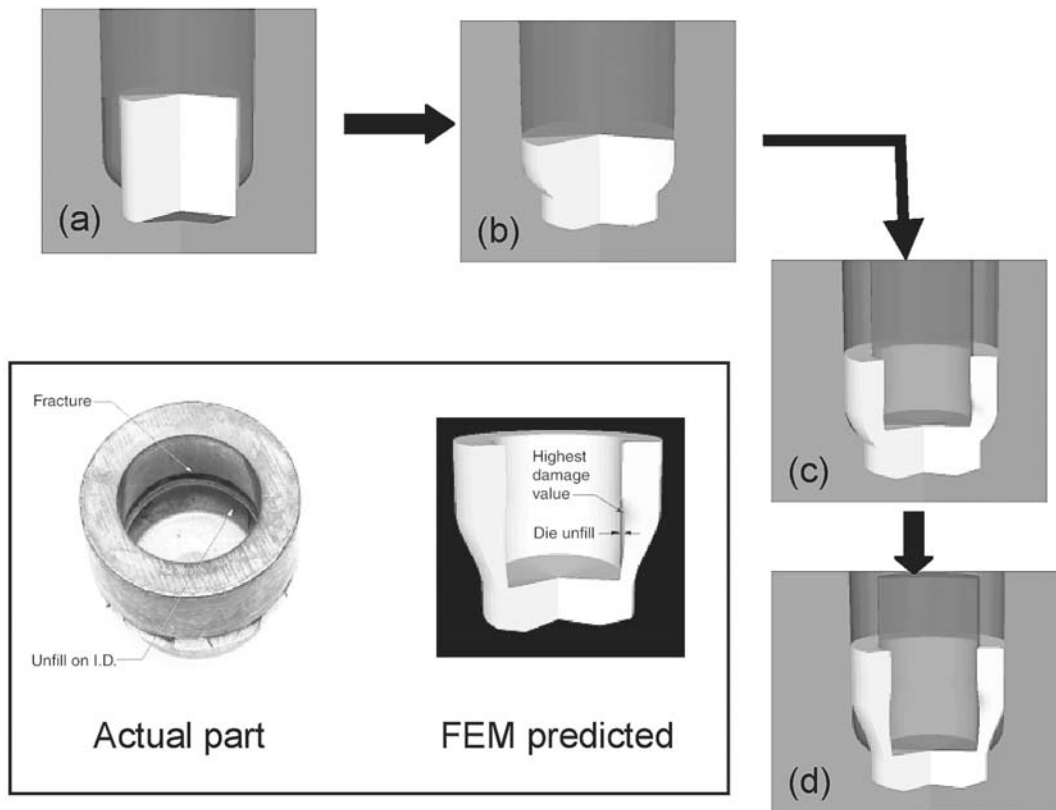 (a)
(b)
(c)
(d)
Fracture
Unfill on I.D.
Highest
damage
value
Die unfill
Actual part
FEM predicted